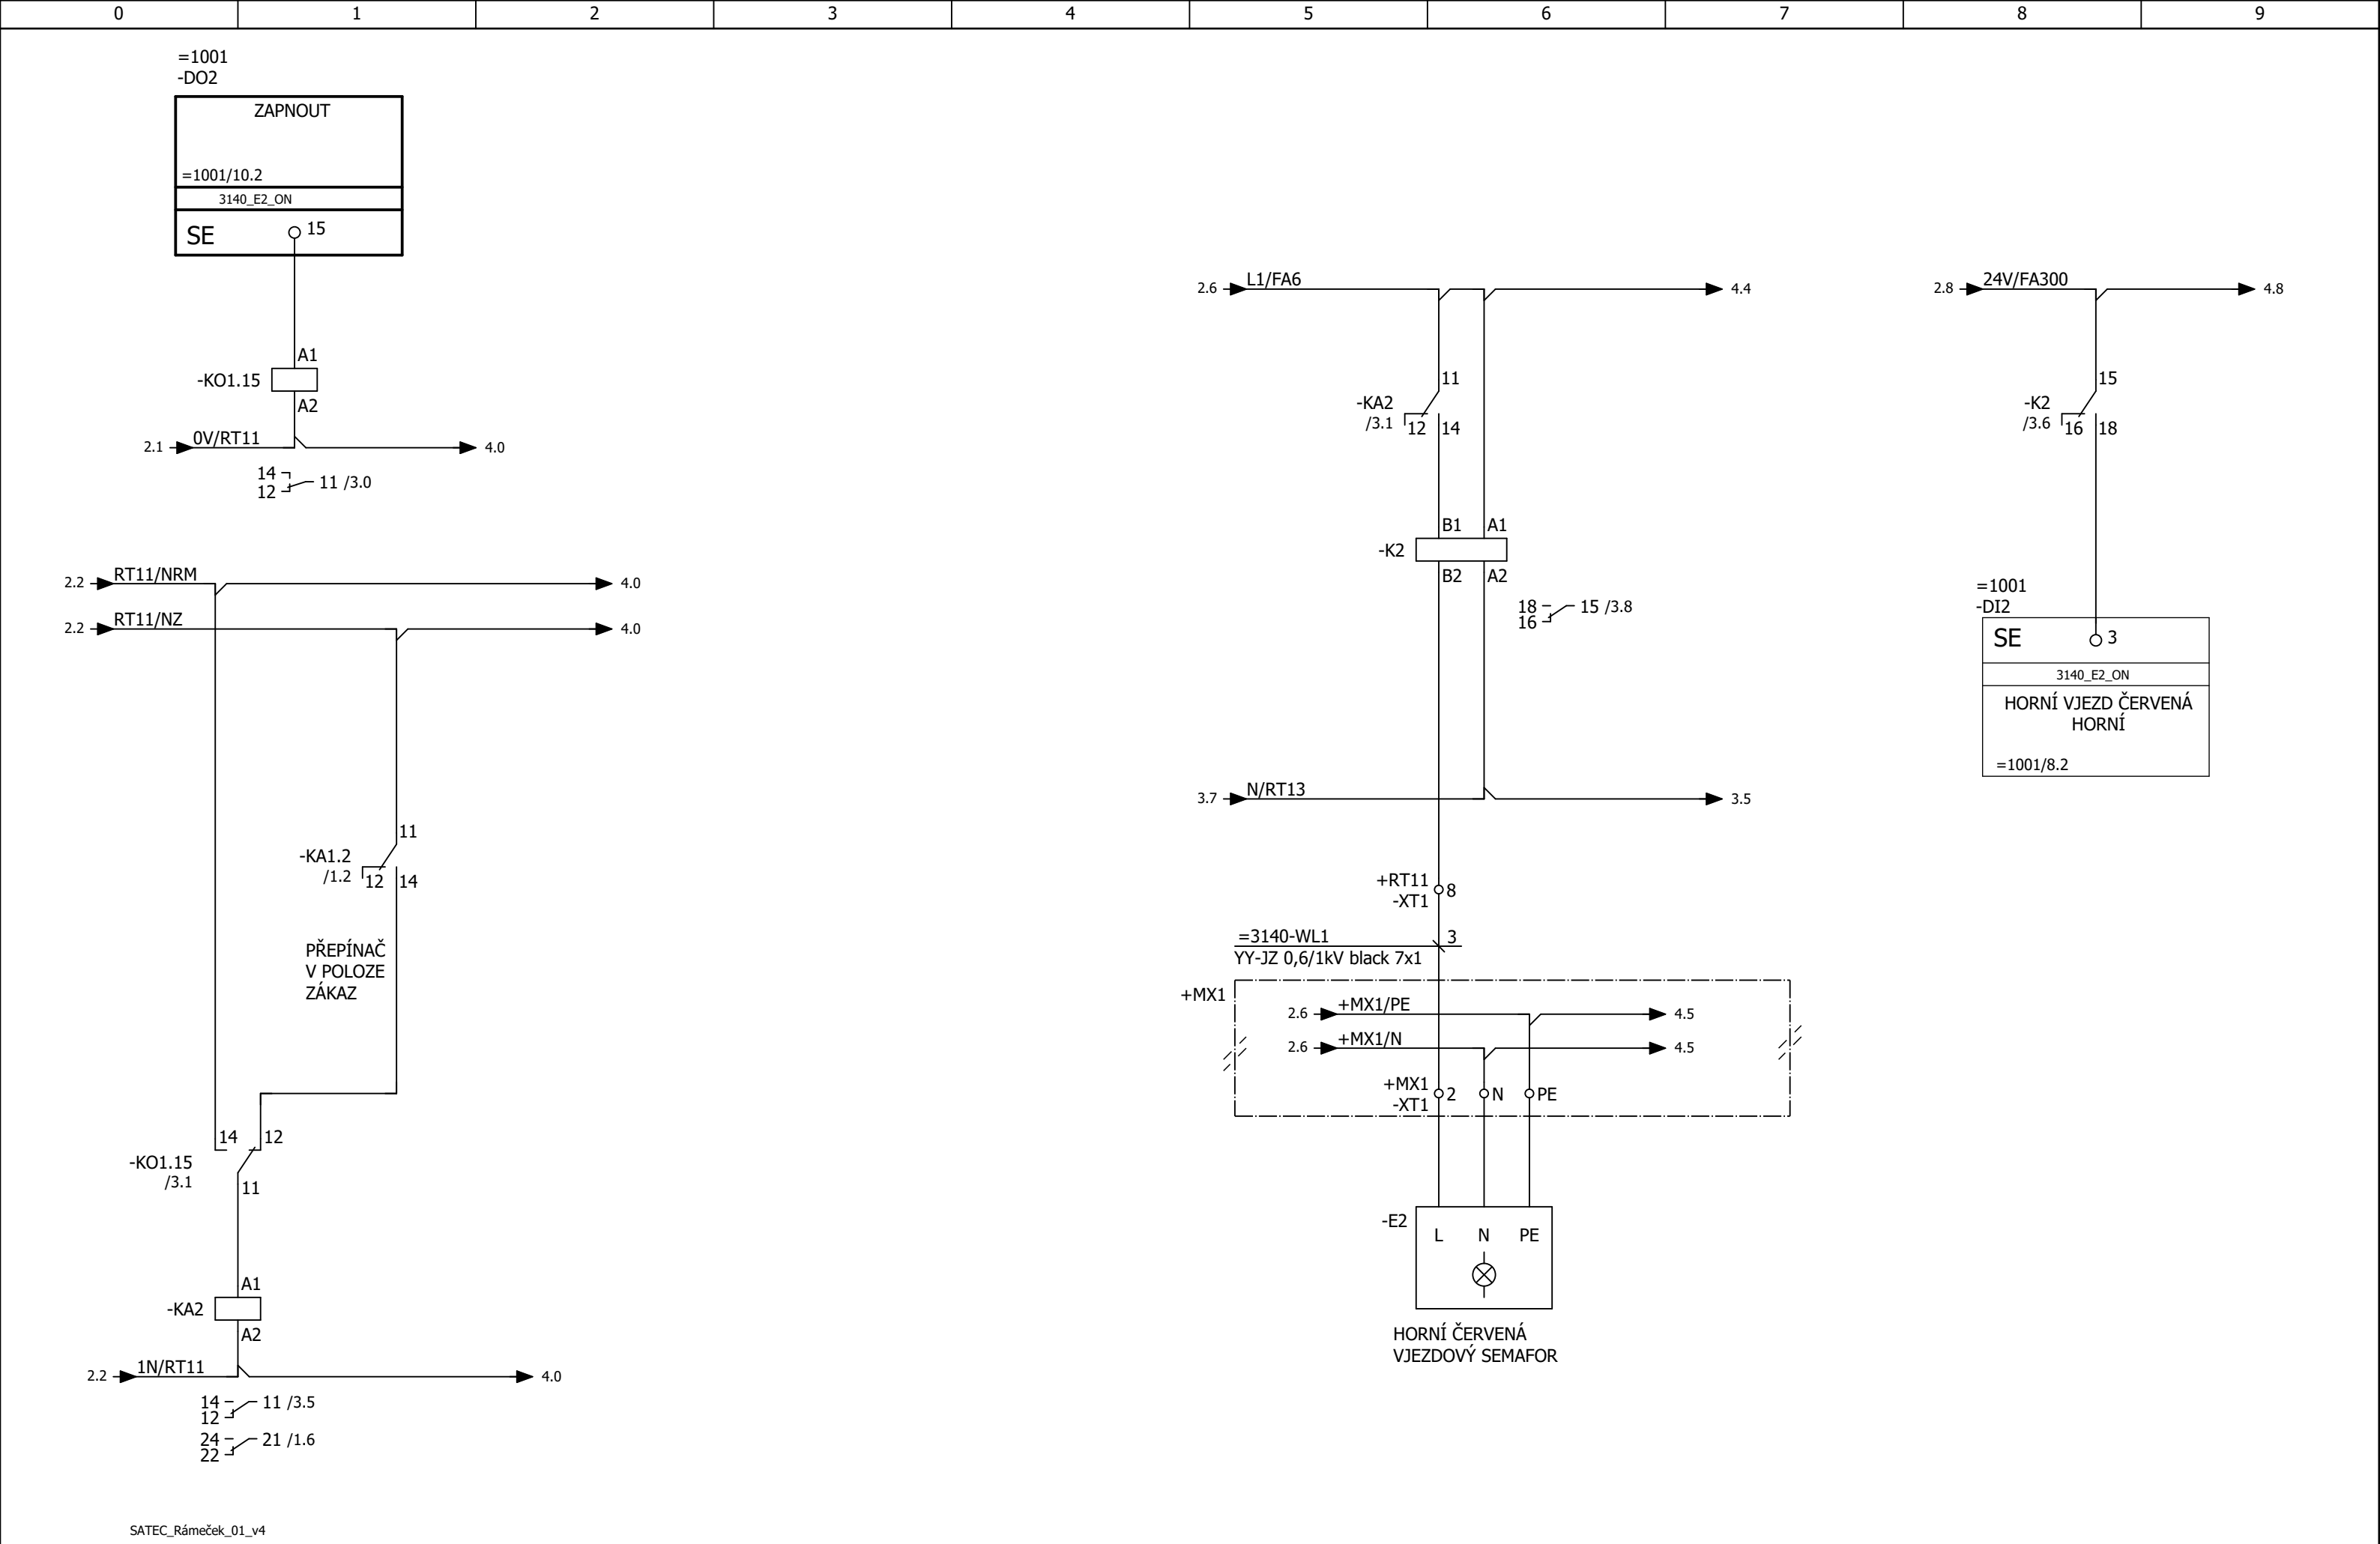 0 1 2 3 4 5 6 7 8 9
=1001
-DO2
ZAPNOUT
=1001/10.2
3140_E2_ON
SE 15
A1
-KO1.15
A2
2.1 0V/RT11 4.0
14
12 11 /3.0
2.2 RT11/NRM 4.0
2.2 RT11/NZ 4.0
11
-KA1.2
/1.2 12 14
PŘEPÍNAČ
V POLOZE
ZÁKAZ
14 12
-KO1.15
/3.1
11
A1
-KA2
A2
2.2 1N/RT11 4.0
14 11 /3.5
12
24 21 /1.6
22
SATEC_Rámeček_01_v4
2.6 L1/FA6 4.4
11
-KA2
/3.1 12 14
B1 A1
-K2
B2 A2
18 15 /3.8
16
3.7 N/RT13 3.5
+RT11
-XT1 8
=3140-WL1 3
YY-JZ 0,6/1kV black 7x1
+MX1
2.6 +MX1/PE 4.5
2.6 +MX1/N 4.5
+MX1
-XT1 2 N PE
-E2
L N PE
HORNÍ ČERVENÁ
VJEZDOVÝ SEMAFOR
2.8 24V/FA300 4.8
15
-K2
/3.6 16 18
=1001
-DI2
SE 3
3140_E2_ON
HORNÍ VJEZD ČERVENÁ
HORNÍ
=1001/8.2